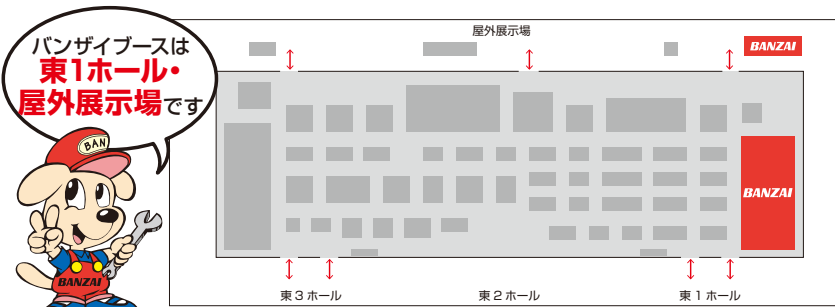 バンザイブースは
東1ホール・
屋外展示場です
BAN
BANZAI
屋外展示場
BANZAI
BANZAI
東3ホール
東2ホール
東1ホール